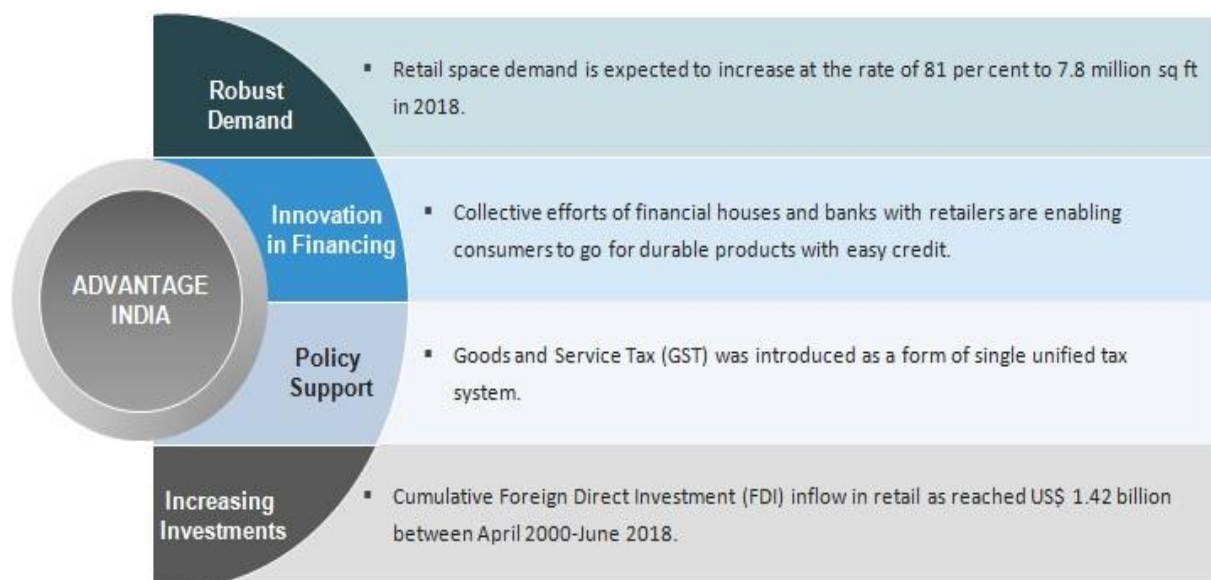 ADVANTAGE
INDIA
Robust
Demand
▪ Retail space demand is expected to increase at the rate of 81 per cent to 7.8 million sq ft
in 2018.
Innovation
in Financing
▪ Collective efforts of financial houses and banks with retailers are enabling
consumers to go for durable products with easy credit.
Policy
Support
▪ Goods and Service Tax (GST) was introduced as a form of single unified tax
system.
Increasing
Investments
▪ Cumulative Foreign Direct Investment (FDI) inflow in retail as reached US$ 1.42 billion
between April 2000-June 2018.